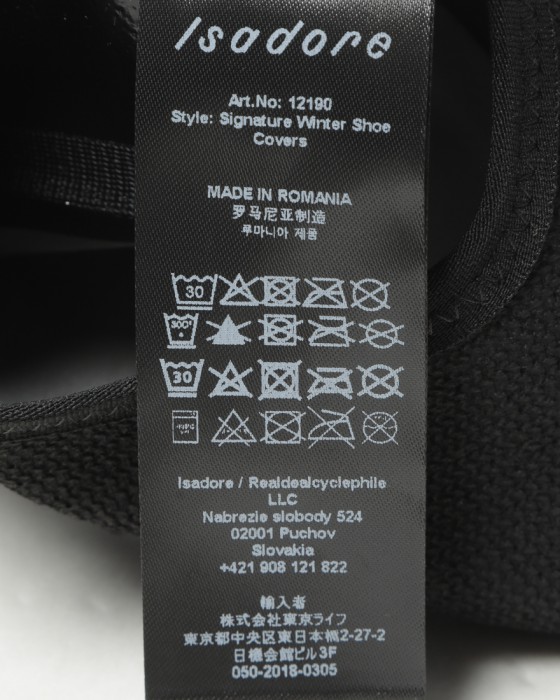 Isadore
Art.No: 12190
Style: Signature Winter Shoe
Covers
MADE IN ROMANIA
罗马尼亚制造
루마니아 제품
30
30
Isadore / Realdealcyclephile
LLC
Nabrezie slobody 524
02001 Puchov
Slovakia
+421 908 121 822
輸入者
株式会社東京ライフ
東京都中央区東日本橋2-27-2
日機会館ビル3F
050-2018-0305